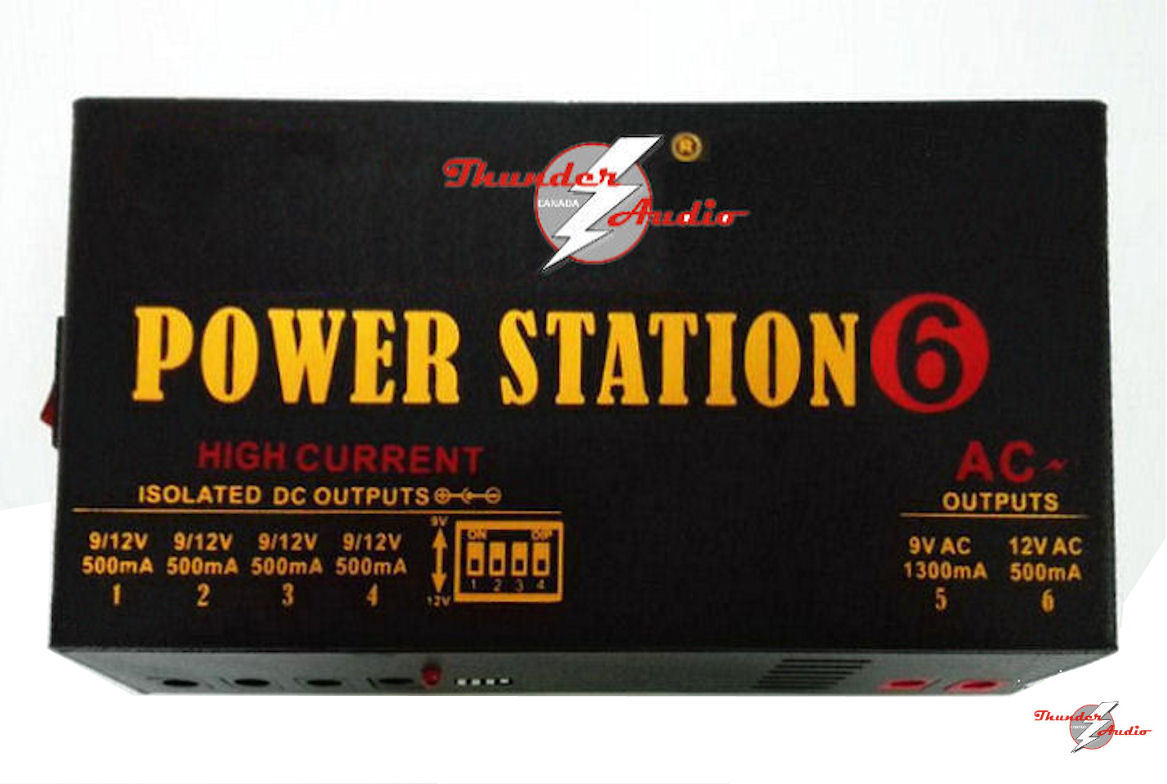 Thunder
®
CANADA
Audio
POWER STATION 6
HIGH CURRENT
AC
ISOLATED DC OUTPUTS
OUTPUTS
9V
ON DIP
9/12V 9/12V 9/12V 9/12V
9V AC 12V AC
500mA 500mA 500mA 500mA
1300mA 500mA
1 2 3 4
12V
1 2 3 4
5 6
Thunder
Audio